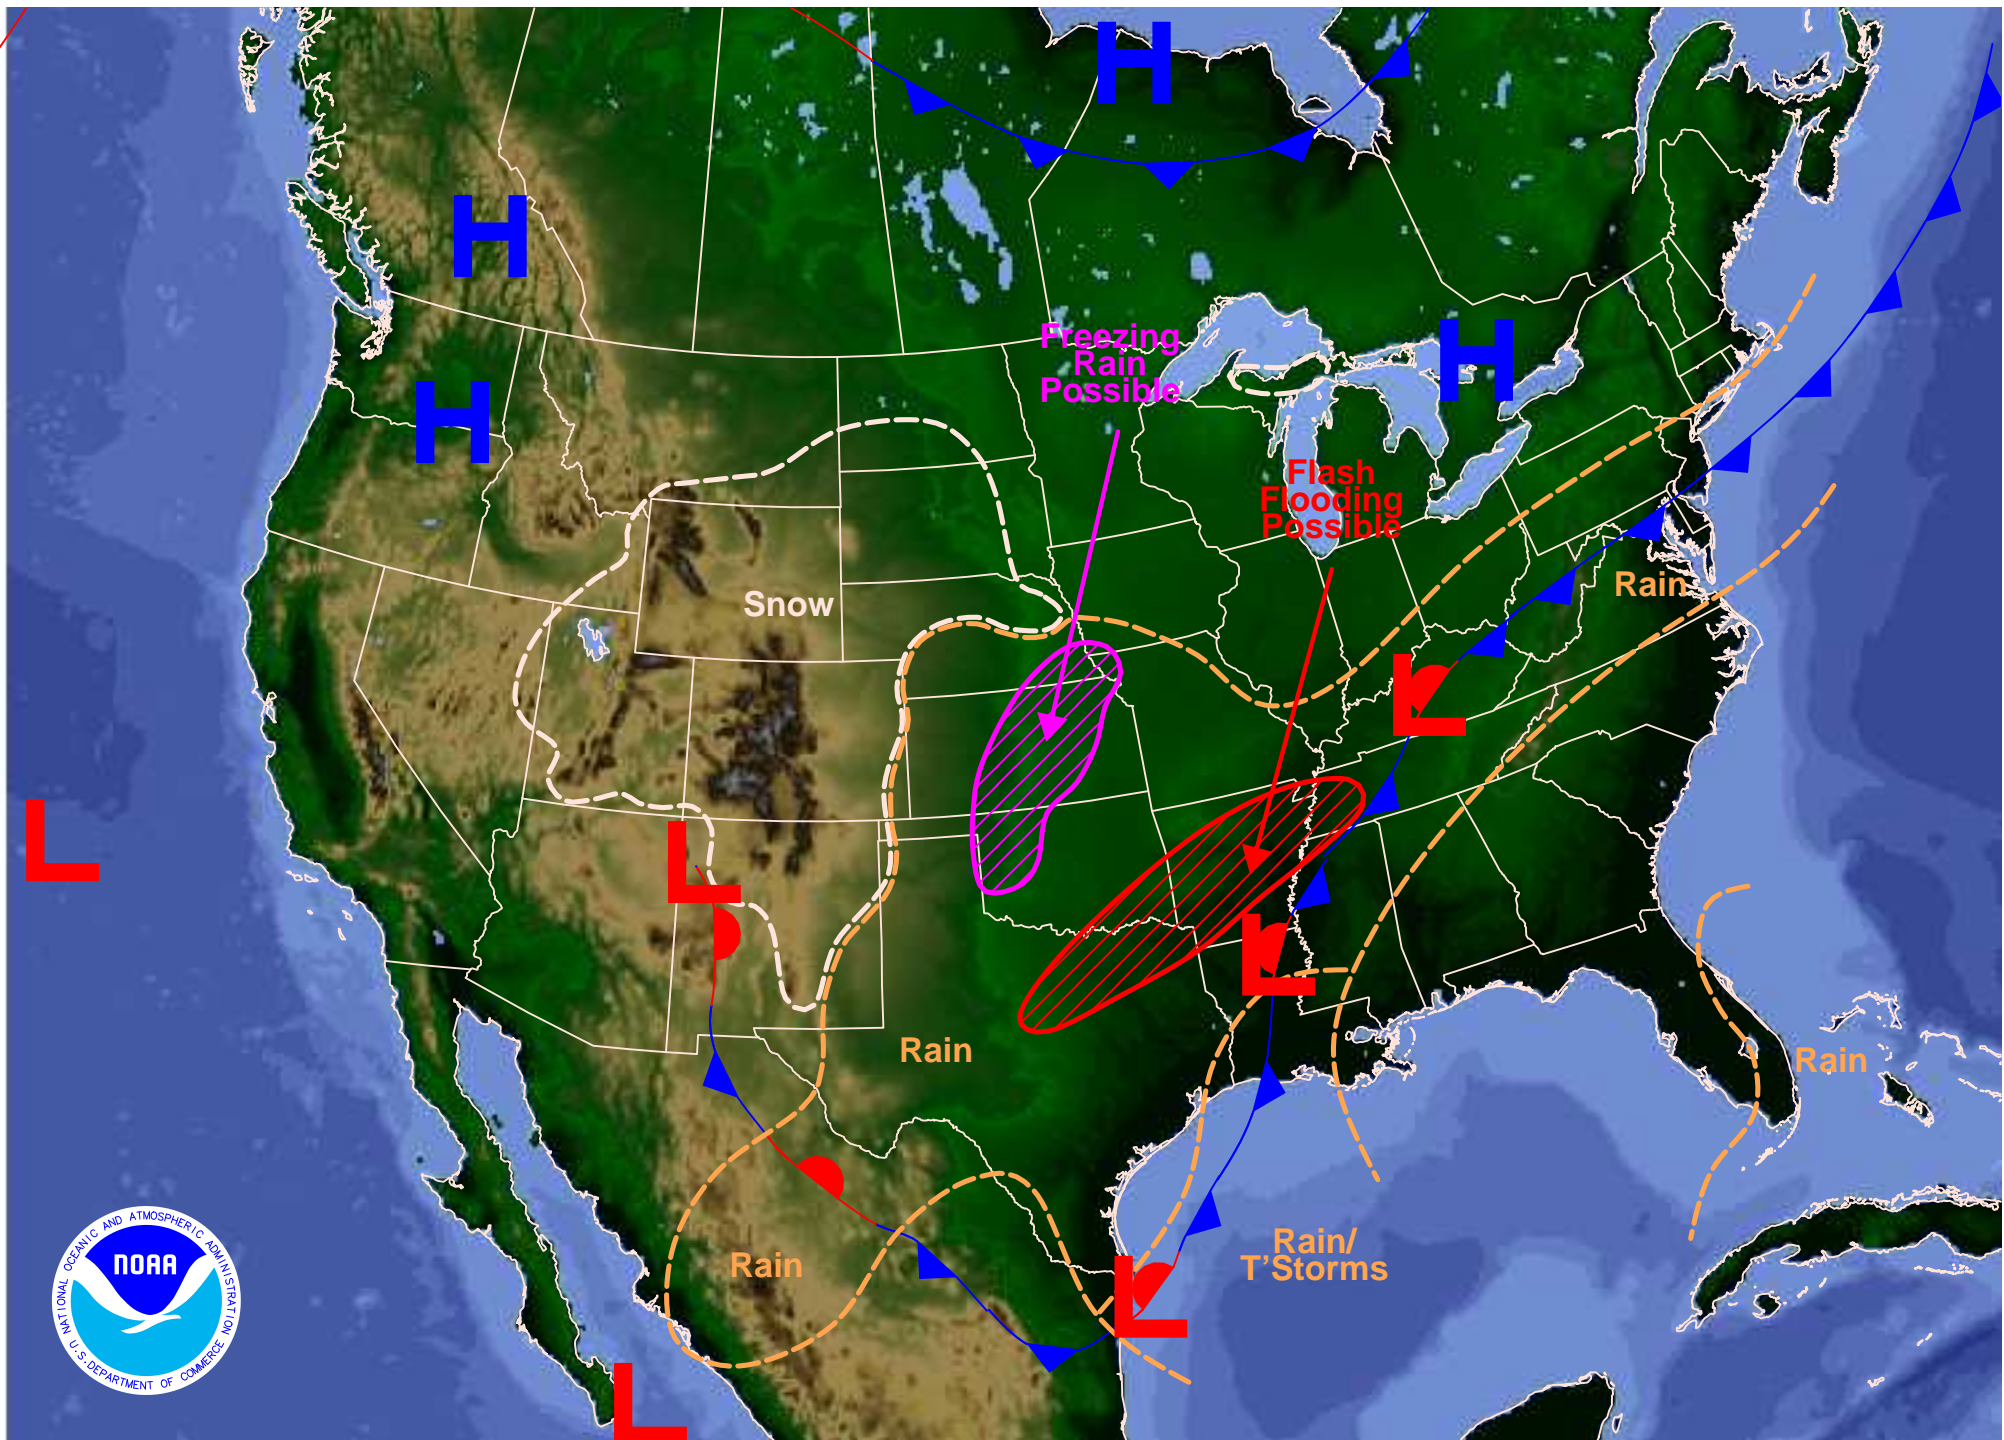 H
H
Freezing
Rain
Possible
H
H
Flash
Flooding
Possible
Snow
Rain
L
L
L
L
Rain
Rain
Rain/
T'Storms
Rain
L
L
NATIONAL OCEANIC AND ATMOSPHERIC ADMINISTRATION
NOAA
U.S. DEPARTMENT OF COMMERCE